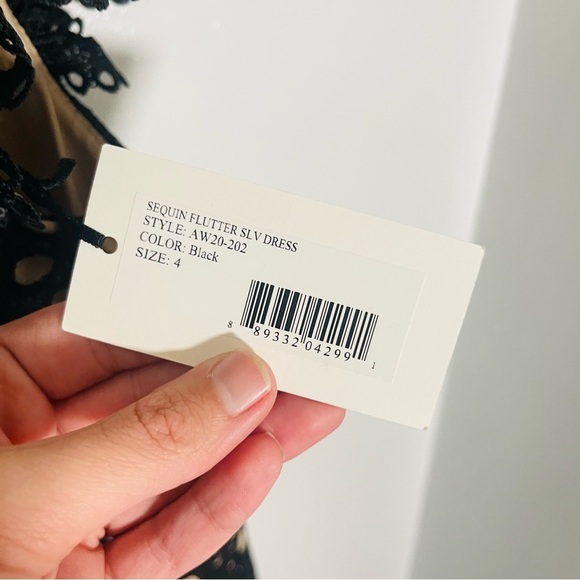 SEQUIN FLUTTER SLV DRESS
STYLE: AW20-202
COLOR: Black
SIZE: 4
8 89332 04299 1